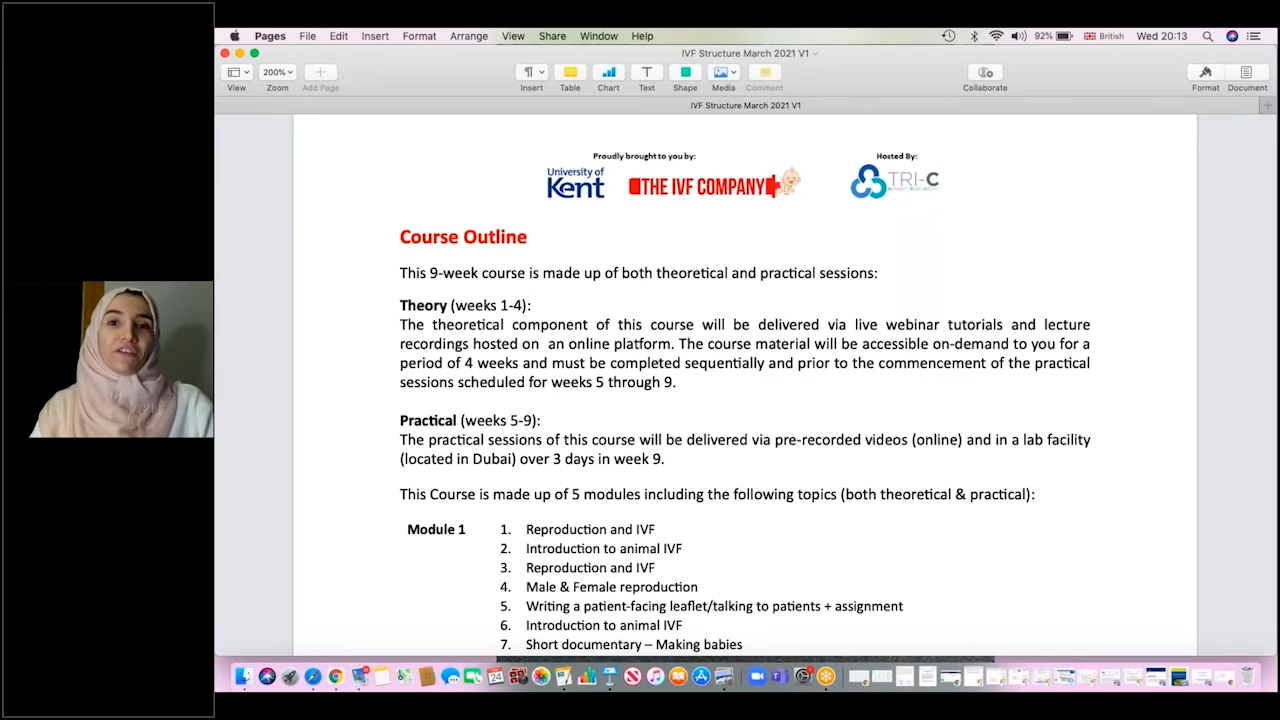 Pages File Edit Insert Format Arrange View Share Window Help 92% British Wed 20:13
IVF Structure March 2021 V1
200%
View Zoom Add Page Insert Table Chart Text Shape Media Comment Collaborate Format Document
IVF Structure March 2021 V1
Proudly brought to you by: Hosted By:
University of
Kent THE IVF COMPANY TRI-C
Course Outline
This 9-week course is made up of both theoretical and practical sessions:
Theory (weeks 1-4):
The theoretical component of this course will be delivered via live webinar tutorials and lecture
recordings hosted on an online platform. The course material will be accessible on-demand to you for a
period of 4 weeks and must be completed sequentially and prior to the commencement of the practical
sessions scheduled for weeks 5 through 9.
Practical (weeks 5-9):
The practical sessions of this course will be delivered via pre-recorded videos (online) and in a lab facility
(located in Dubai) over 3 days in week 9.
This Course is made up of 5 modules including the following topics (both theoretical & practical):
Module 1 1. Reproduction and IVF
2. Introduction to animal IVF
3. Reproduction and IVF
4. Male & Female reproduction
5. Writing a patient-facing leaflet/talking to patients + assignment
6. Introduction to animal IVF
7. Short documentary – Making babies
24